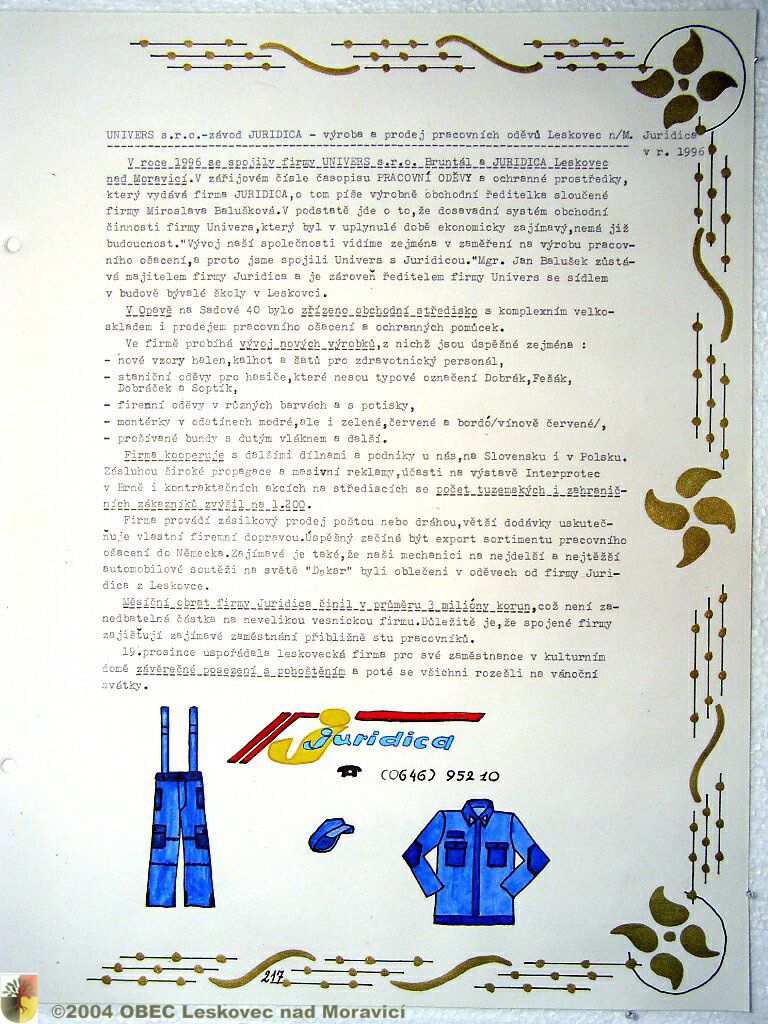 UNIVERS s.r.o.-závod JURIDICA - výroba a prodej pracovních oděvů Leskovec n/M.
Juridica
v r. 1996
V roce 1996 se spojily firmy UNIVERS s.r.o. Bruntál a JURIDICA Leskovec
nad Moravicí.V zářijovém čísle časopisu PRACOVNÍ ODĚVY a ochranné prostředky,
který vydává firma JURIDICA,o tom píše výrobně obchodní ředitelka sloučené
firmy Miroslava Balušková.V podstatě jde o to,že dosavadní systém obchodní
činnosti firmy Univers,který byl v uplynulé době ekonomicky zajímavý,nemá již
budoucnost."Vývoj naší společnosti vidíme zejména v zaměření na výrobu pracov-
ního ošacení,a proto jsme spojili Univers s Juridicou."Mgr. Jan Balušek zůstá-
vá majitelem firmy Juridica a je zároveň ředitelem firmy Univers se sídlem
v budově bývalé školy v Leskovci.
V Opavě na Sadové 40 bylo zřízeno obchodní středisko s komplexním velko-
skladem i prodejem pracovního ošacení a ochranných pomůcek.
Ve firmě probíhá vývoj nových výrobků,z nichž jsou úspěšné zejména :
- nové vzory halen,kalhot a šatů pro zdravotnický personál,
- staniční oděvy pro hasiče,které nesou typové označení Dobrák,Fešák,
Dobráček a Soptík,
- firemní oděvy v různých barvách a s potisky,
- montérky v odstínech modré,ale i zelené,červené a bordó/vínově červené/,
- prošívané bundy s dutým vláknem a další.
Firma kooperuje s dalšími dílnami a podniky u nás,na Slovensku i v Polsku.
Zásluhou široké propagace a masivní reklamy,účasti na výstavě Interprotec
v Brně i kontraktačních akcích na střediscích se počet tuzemských i zahranič-
ních zákazníků zvýšil na 1.200.
Firma provádí zásilkový prodej poštou nebo dráhou,větší dodávky uskuteč-
ňuje vlastní firemní dopravou.Úspěšný začíná být export sortimentu pracovního
ošacení do Německa.Zajímavé je také,že naši mechanici na nejdelší a nejtěžší
automobilové soutěži na světě "Dakar" byli oblečeni v oděvech od firmy Juri-
dica z Leskovce.
Měsíční obrat firmy Juridica činil v průměru 3 milióny korun,což není za-
nedbatelná částka na nevelikou vesnickou firmu.Důležité je,že spojené firmy
zajišťují zajímavé zaměstnání přibližně stu pracovníků.
19.prosince uspořádala leskovecká firma pro své zaměstnance v kulturním
domě závěrečné posezení s pohoštěním a poté se všichni rozešli na vánoční
svátky.
juridica
(0646) 952 10
217
©2004 OBEC Leskovec nad Moravicí